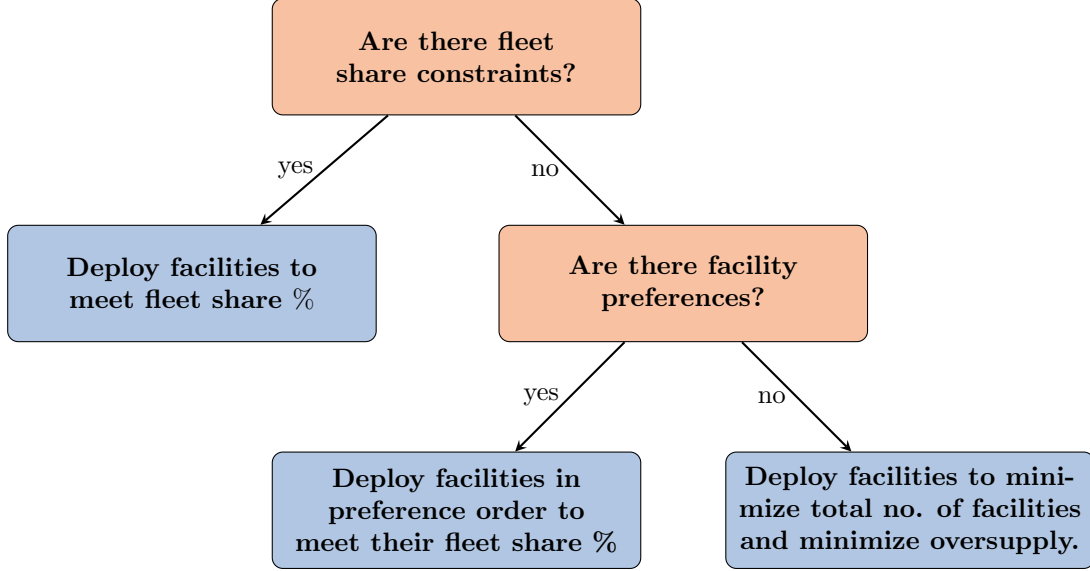 Are there fleet
share constraints?
yes
no
Deploy facilities to
meet fleet share %
Are there facility
preferences?
yes
no
Deploy facilities in
preference order to
meet their fleet share %
Deploy facilities to mini-
mize total no. of facilities
and minimize oversupply.